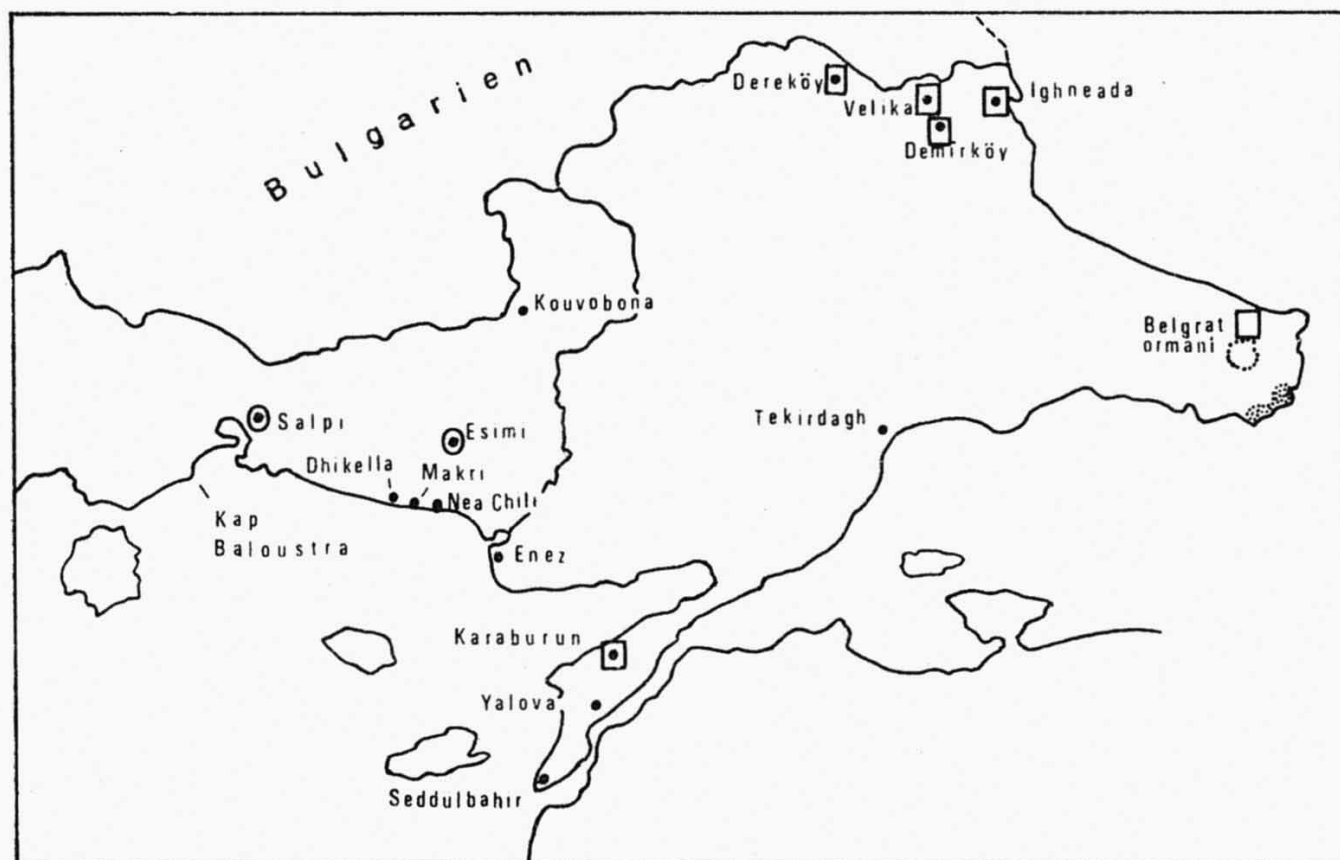 Bulgarien
Dereköy
Velika
Ighneada
Demirköy
Kouvobona
Belgrat
ormani
Salpi
Esimi
Tekirdagh
Dhikella
Makri
Nea Chili
Kap
Baloustra
Enez
Karaburun
Yalova
Seddulbahir